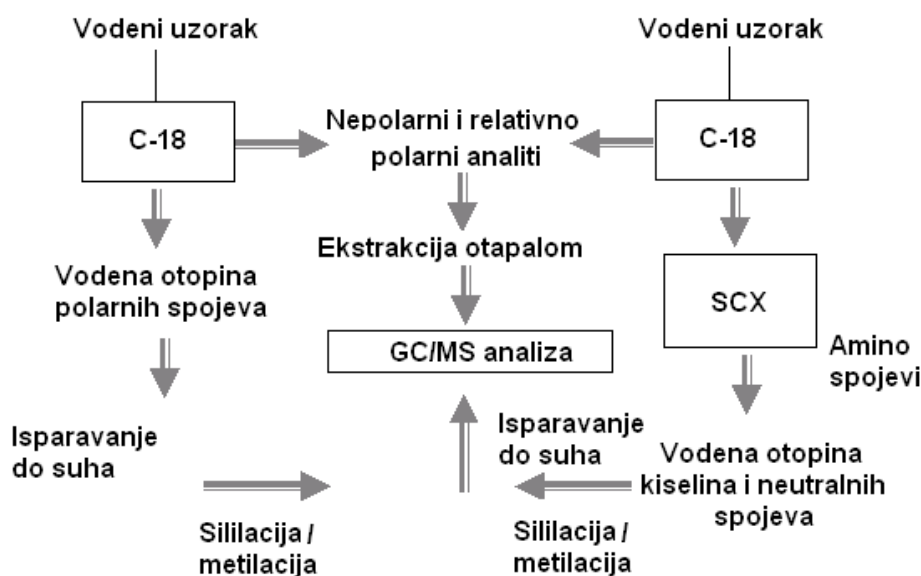 Vodeni uzorak
Vodeni uzorak
C-18
Nepolarni i relativno
polarni analiti
C-18
Ekstrakcija otapalom
Vodena otopina
polarnih spojeva
SCX
GC/MS analiza
Amino
spojevi
Isparavanje
do suha
Isparavanje
do suha
Vodena otopina
kiselina i neutralnih
spojeva
Sililacija /
metilacija
Sililacija /
metilacija